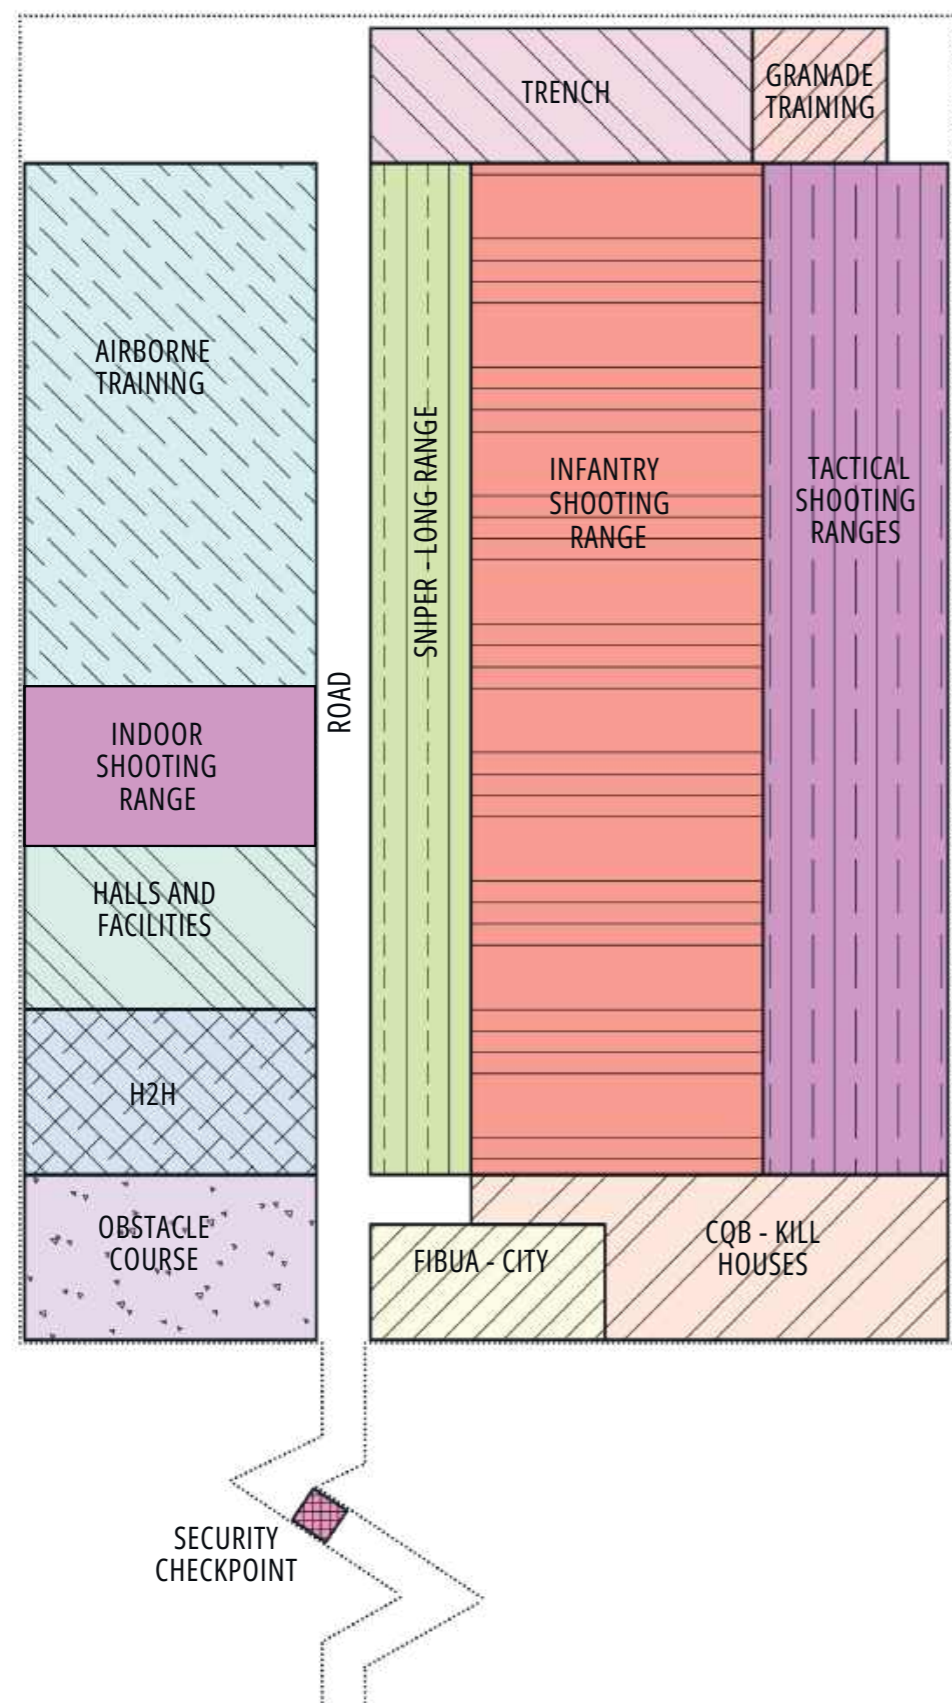 TRENCH
GRANADE
TRAINING
AIRBORNE
TRAINING
SNIPER - LONG RANGE
INFANTRY
SHOOTING
RANGE
TACTICAL
SHOOTING
RANGES
ROAD
INDOOR
SHOOTING
RANGE
HALLS AND
FACILITIES
H2H
OBSTACLE
COURSE
FIBUA - CITY
CQB - KILL
HOUSES
SECURITY
CHECKPOINT